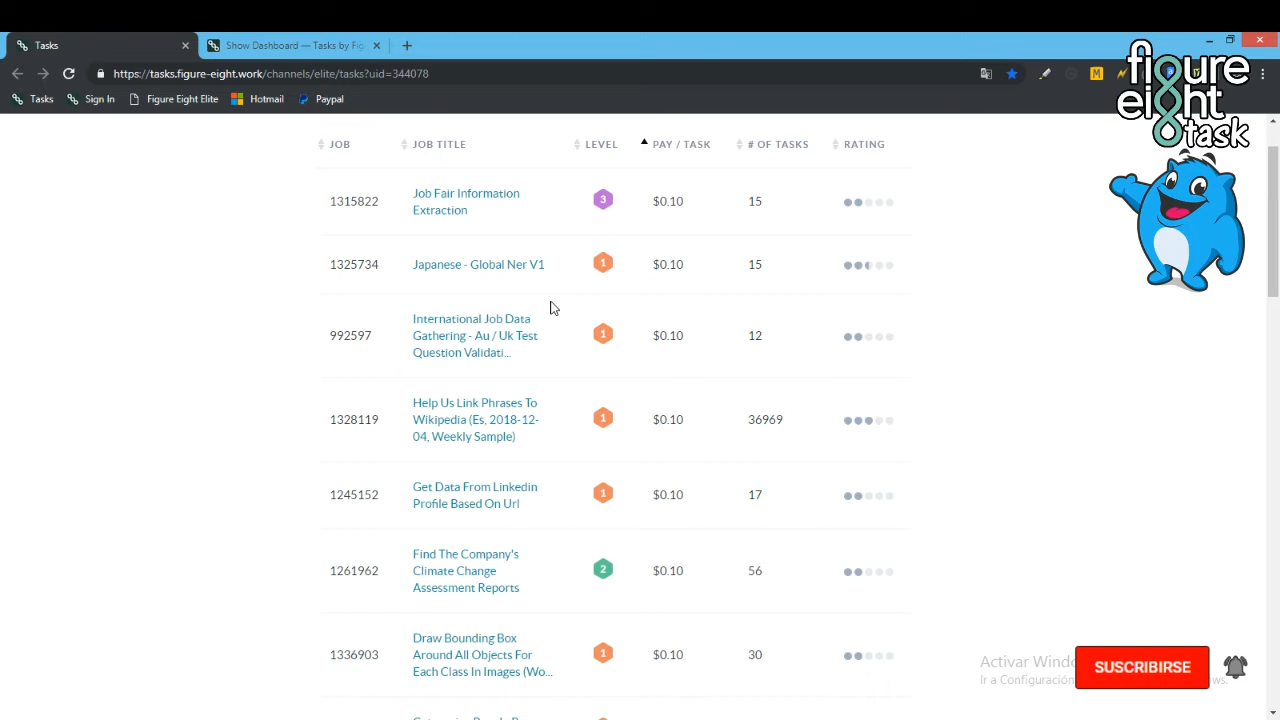 Tasks
Show Dashboard — Tasks by Fig
https://tasks.figure-eight.work/channels/elite/tasks?uid=344078
Tasks
Sign In
Figure Eight Elite
Hotmail
Paypal
figure
eight
task
JOB
JOB TITLE
LEVEL
PAY / TASK
# OF TASKS
RATING
1315822
Job Fair Information
Extraction
3
$0.10
15
1325734
Japanese - Global Ner V1
1
$0.10
15
992597
International Job Data
Gathering - Au / Uk Test
Question Validati...
1
$0.10
12
1328119
Help Us Link Phrases To
Wikipedia (Es, 2018-12-
04, Weekly Sample)
1
$0.10
36969
1245152
Get Data From Linkedin
Profile Based On Url
1
$0.10
17
1261962
Find The Company's
Climate Change
Assessment Reports
2
$0.10
56
1336903
Draw Bounding Box
Around All Objects For
Each Class In Images (Wo...
1
$0.10
30
Activar Windo
Ir a Configuración
ws.
SUSCRIBIRSE